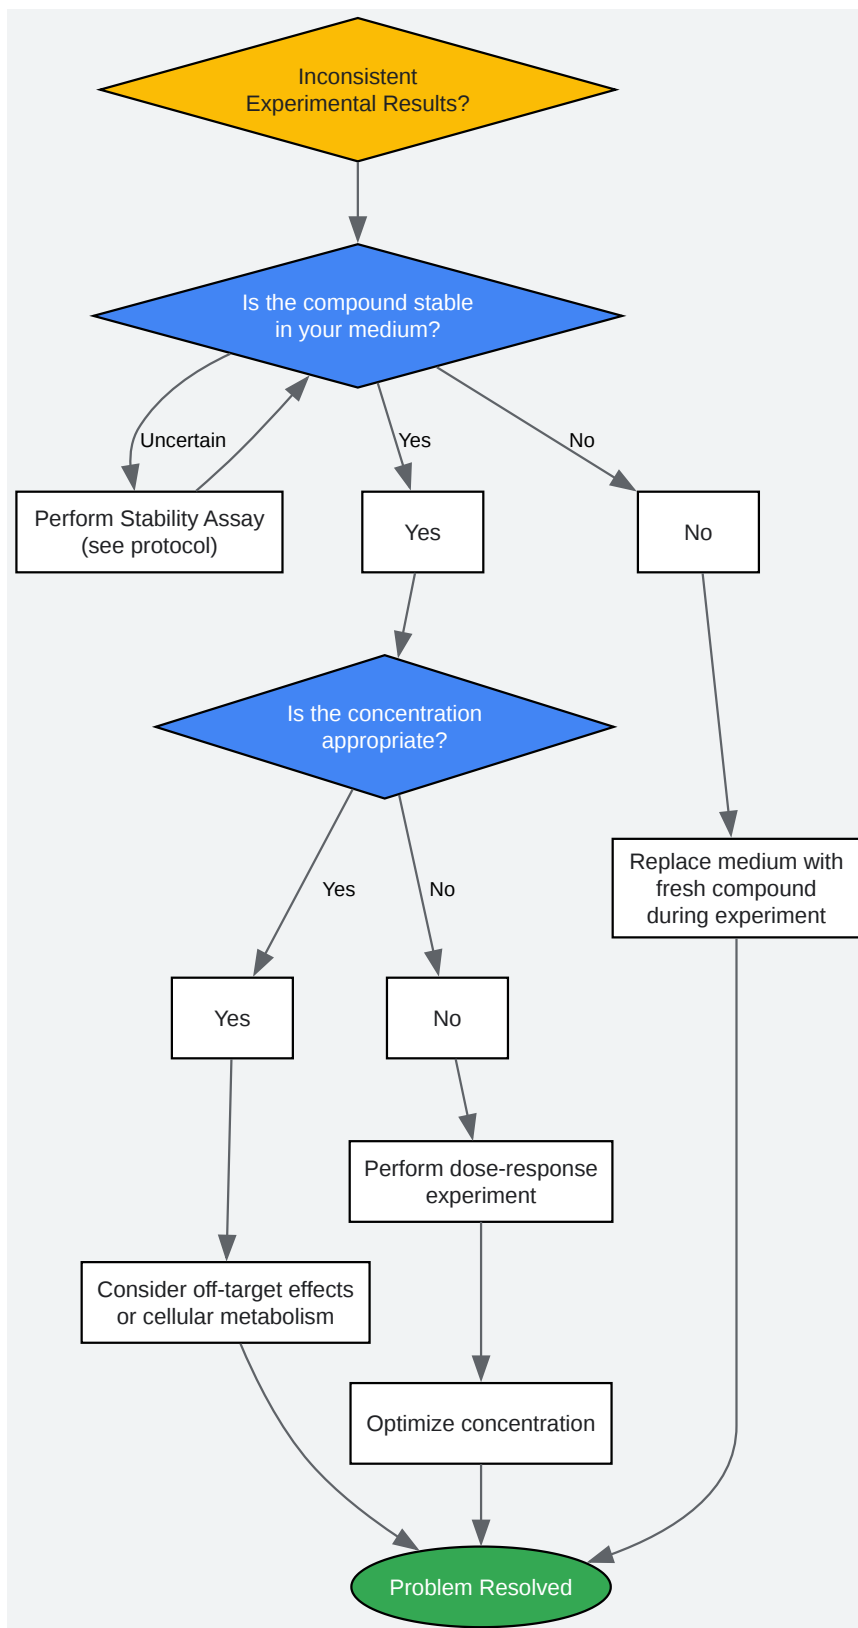 Inconsistent
Experimental Results?
Is the compound stable
in your medium?
Uncertain
Yes
No
Perform Stability Assay
(see protocol)
Yes
No
Is the concentration
appropriate?
Yes
No
Replace medium with
fresh compound
during experiment
Yes
No
Perform dose-response
experiment
Consider off-target effects
or cellular metabolism
Optimize concentration
Problem Resolved